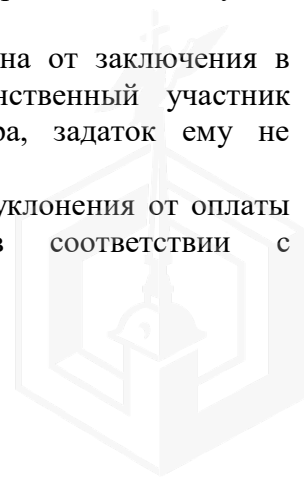 на от заключения в
нственный участник
ра, задаток ему не
уклонения от оплаты
в соответствии с